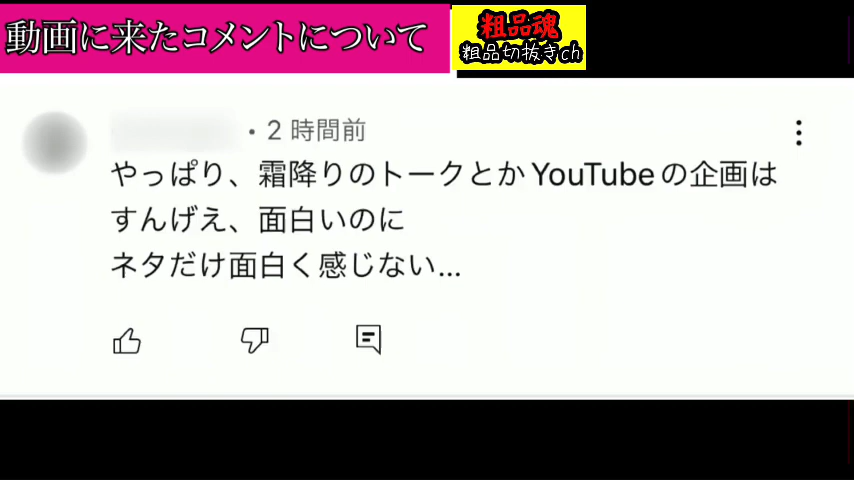 動画に来たコメントについて
粗品魂
粗品切抜きch
・2 時間前
やっぱり、霜降りのトークとかYouTubeの企画は
すんげえ、面白いのに
ネタだけ面白く感じない...